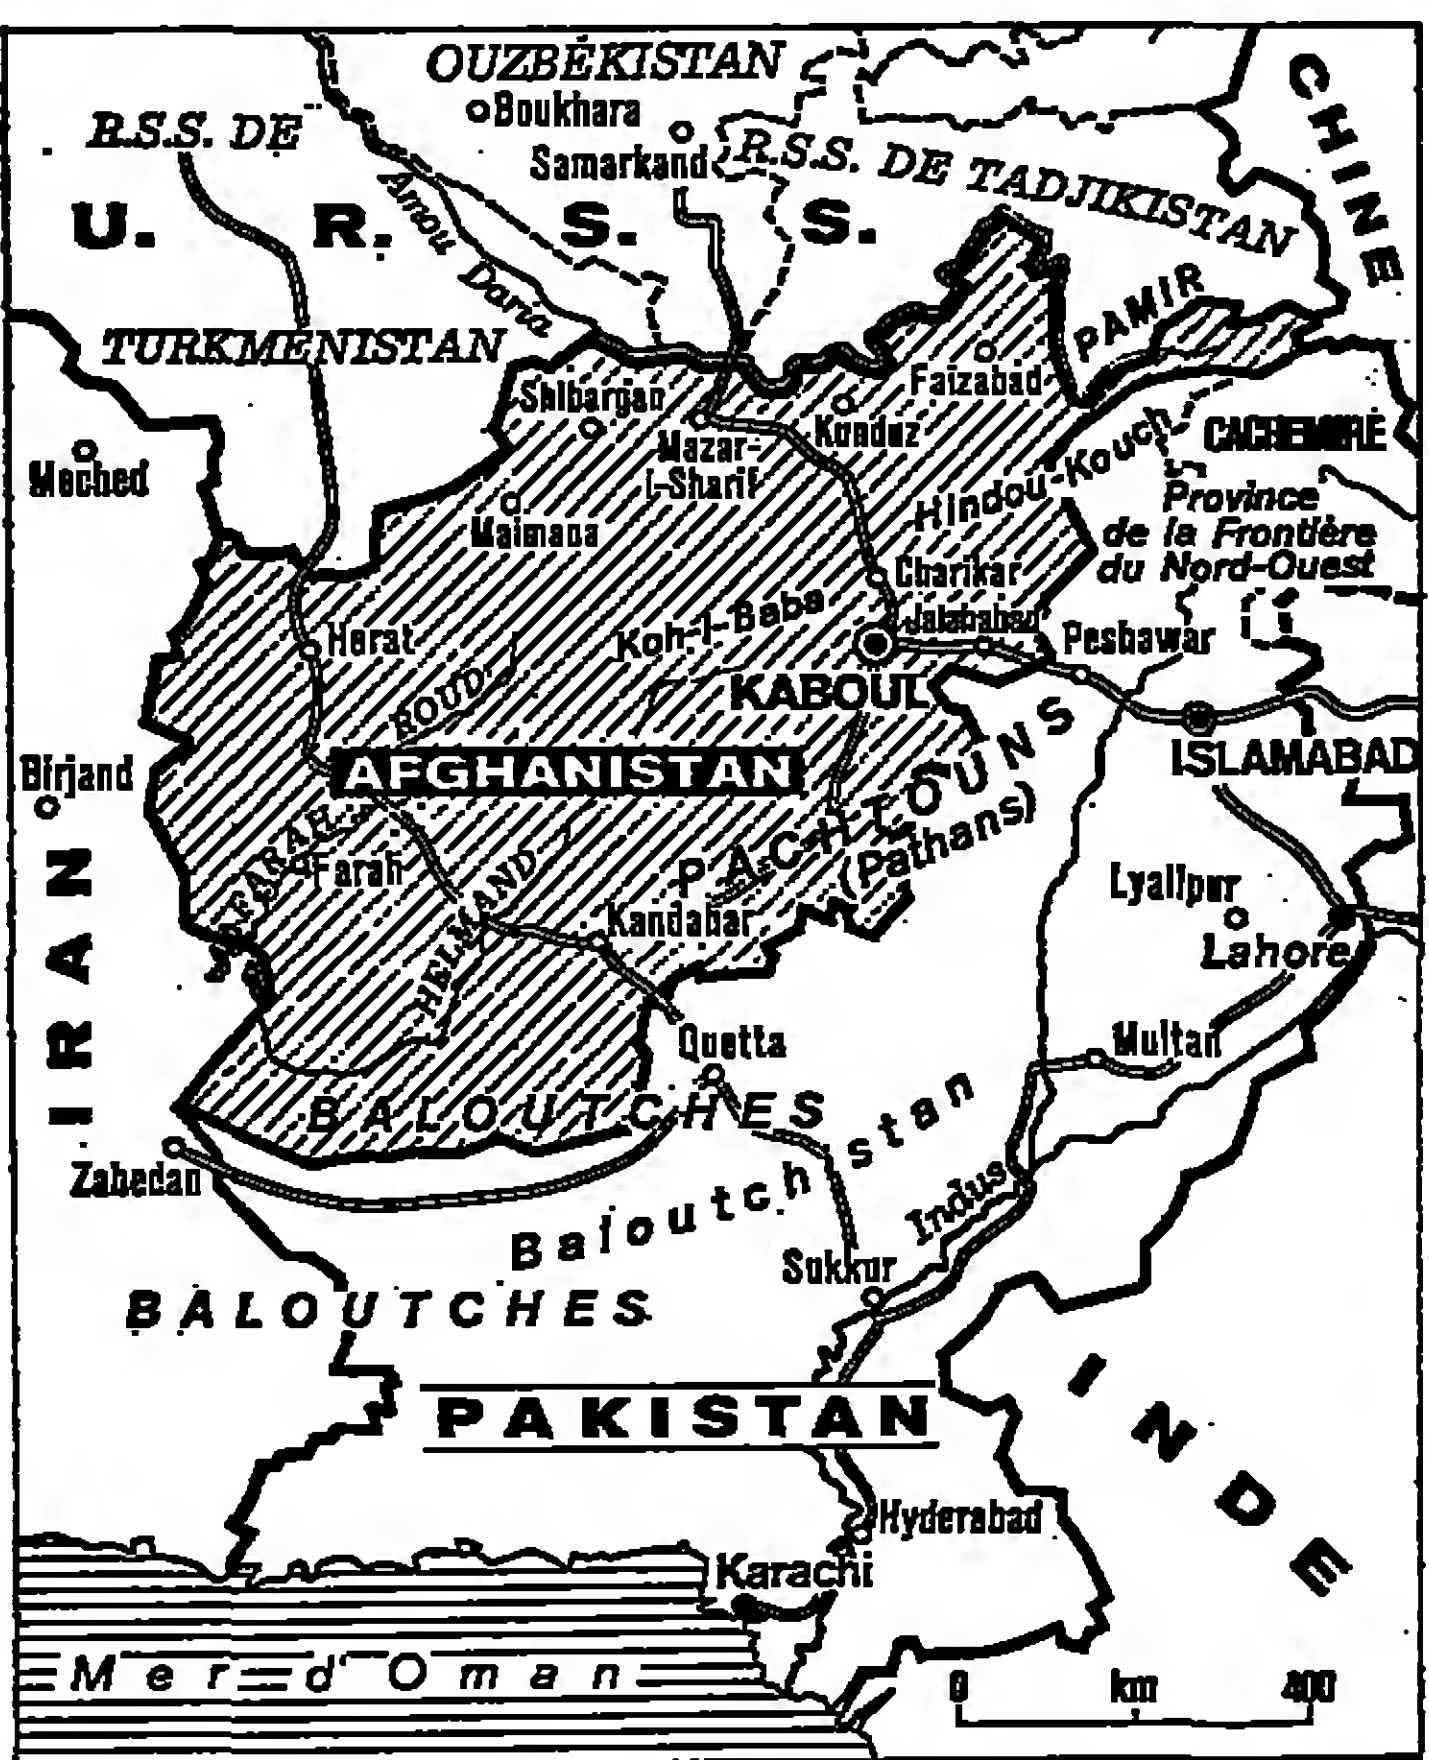 OUZBÉKISTAN
Boukhara
Samarkand
R.S.S. DE
R.S.S. DE TADJIKISTAN
CHINE
U. R. S. S.
Amou Daria
TURKMENISTAN
PAMIR
Faizabad
Shibargan
Kunduz
Mazar-
i-Sharif
Hindou-Kouch
CACHEMIRE
Meched
Maimana
Province
de la Frontière
du Nord-Ouest
Charikar
Koh-I-Baba
Jalalabad
Peshawar
Herat
ROUD
KABOUL
ISLAMABAD
Birjand
AFGHANISTAN
PACHTOUNS
(Pathans)
FARAH
Farah
HELMAND
Kandahar
Lyallpur
Lahore
IRAN
Quetta
Multan
BALOUTCHES
Zahedan
Baloutchistan
Indus
Sukkur
BALOUTCHES
PAKISTAN
INDE
Hyderabad
Karachi
Mer d'Oman
0 km 400